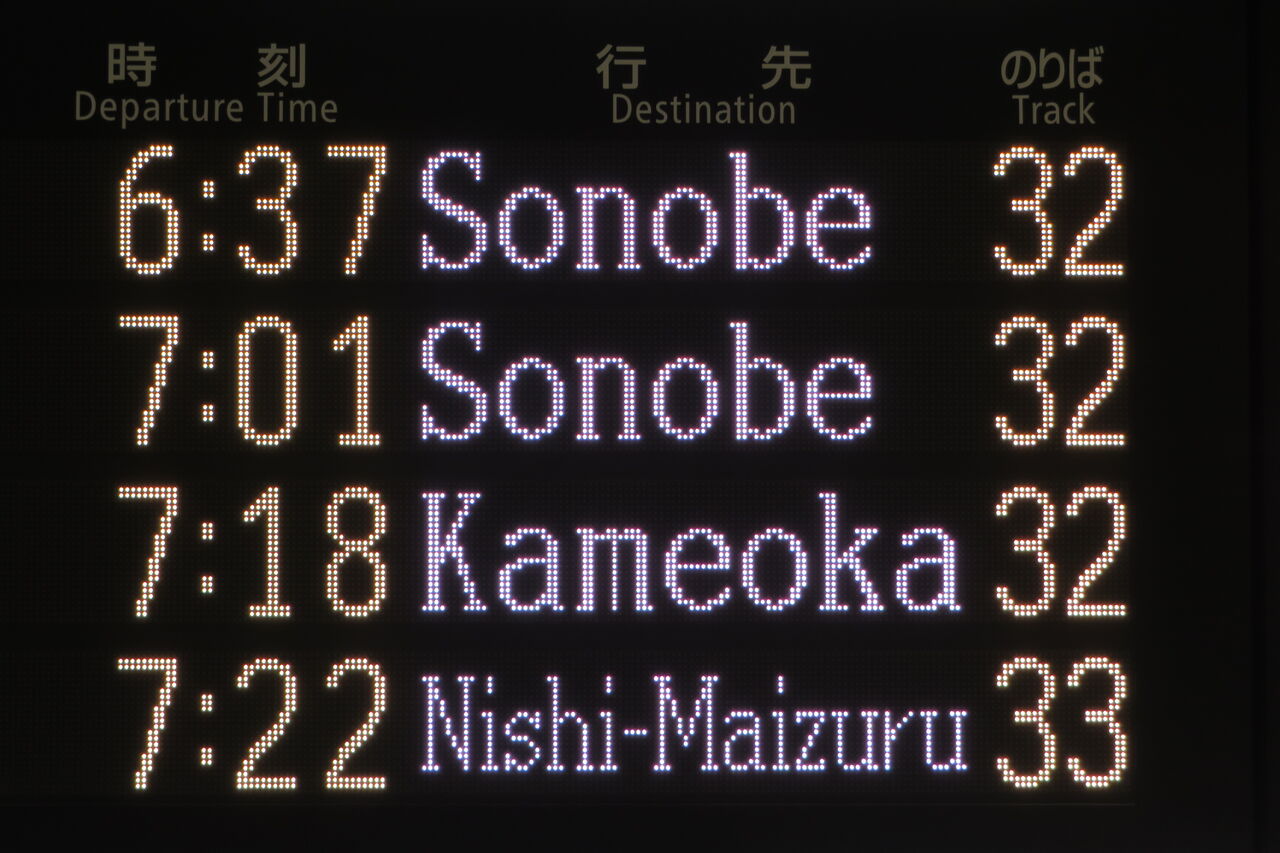 時刻 行先 のりば
Departure Time Destination Track
6:37 Sonobe 32
7:01 Sonobe 32
7:18 Kameoka 32
7:22 Nishi-Maizuru 33